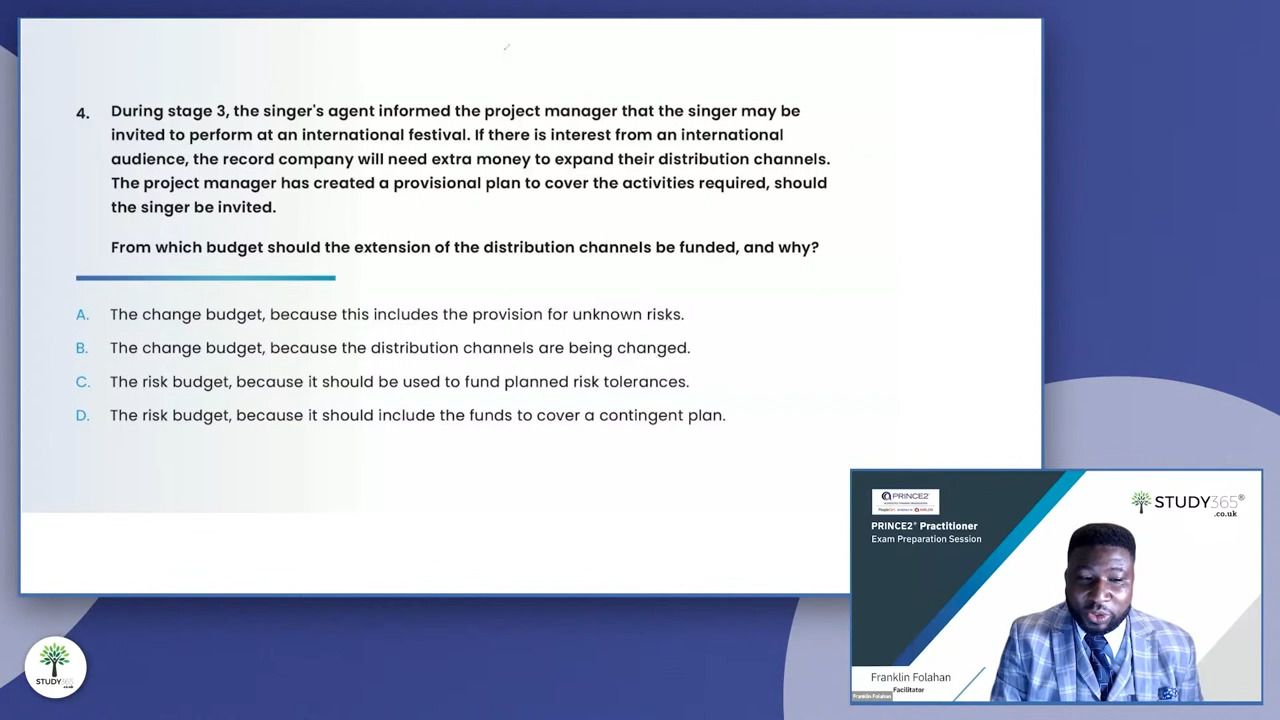 4. During stage 3, the singer's agent informed the project manager that the singer may be
invited to perform at an international festival. If there is interest from an international
audience, the record company will need extra money to expand their distribution channels.
The project manager has created a provisional plan to cover the activities required, should
the singer be invited.
From which budget should the extension of the distribution channels be funded, and why?
A. The change budget, because this includes the provision for unknown risks.
B. The change budget, because the distribution channels are being changed.
C. The risk budget, because it should be used to fund planned risk tolerances.
D. The risk budget, because it should include the funds to cover a contingent plan.
PRINCE2
STUDY365®
.co.uk
PRINCE2® Practitioner
Exam Preparation Session
Franklin Folahan
Facilitator
Franklin Folahan
STUDY365
.co.uk